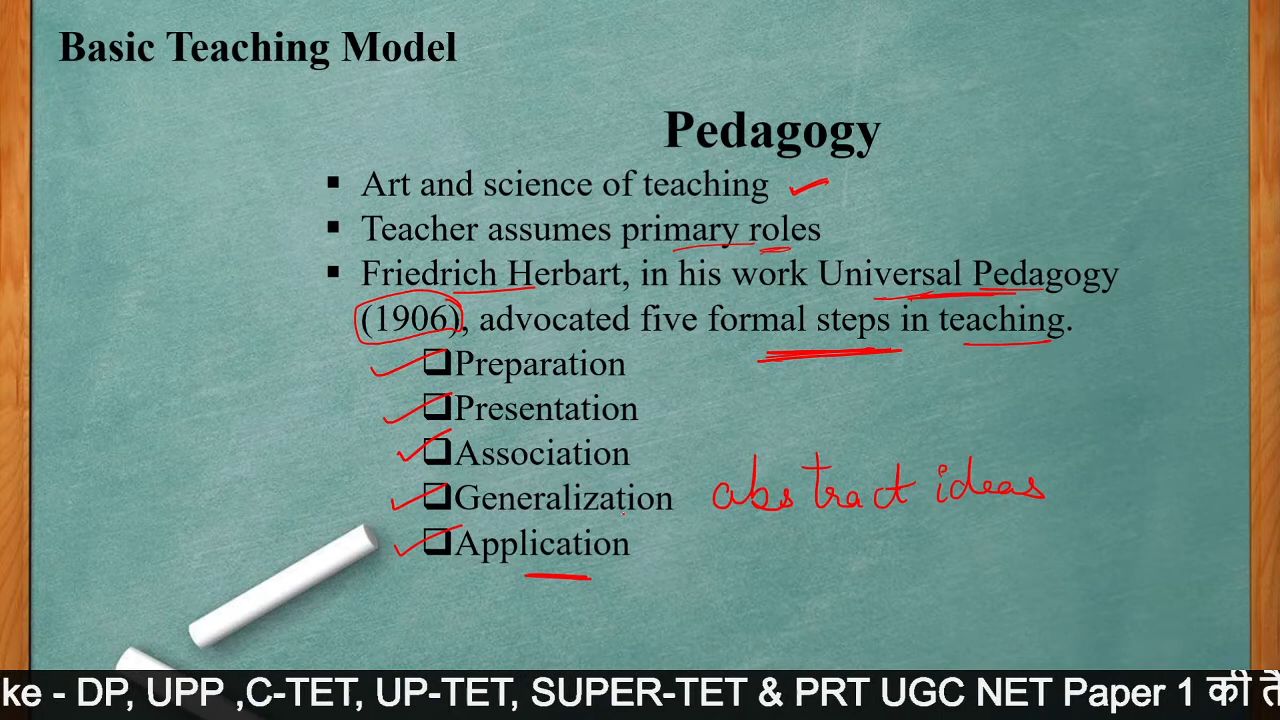 Basic Teaching Model
Pedagogy
▪ Art and science of teaching
▪ Teacher assumes primary roles
▪ Friedrich Herbart, in his work Universal Pedagogy
(1906), advocated five formal steps in teaching.
❑Preparation
❑Presentation
❑Association
❑Generalization abstract ideas
❑Application
ke - DP, UPP ,C-TET, UP-TET, SUPER-TET & PRT UGC NET Paper 1 की तै